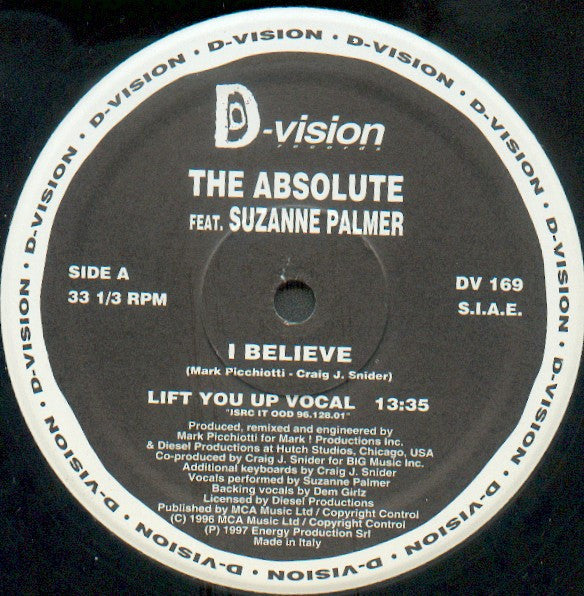 D-VISION • D-VISION • D-VISION • D-VISION • D-VISION • D-VISION • D-VISION • D-VISION • D-VISION • D-VISION • D-VISION • D-VISION •
D-vision
records
THE ABSOLUTE
FEAT. SUZANNE PALMER
SIDE A
33 1/3 RPM
DV 169
S.I.A.E.
I BELIEVE
(Mark Picchiotti - Craig J. Snider)
LIFT YOU UP VOCAL 13:35
"ISRC IT OOD 96.128.01"
Produced, remixed and engineered by
Mark Picchiotti for Mark ! Productions Inc.
& Diesel Productions at Hutch Studios, Chicago, USA
Co-produced by Craig J. Snider for BIG Music Inc.
Additional keyboards by Craig J. Snider
Vocals performed by Suzanne Palmer
Backing vocals by Dem Girlz
Licensed by Diesel Productions
Published by MCA Music Ltd / Copyright Control
(C) 1996 MCA Music Ltd / Copyright Control
(P) 1997 Energy Production Srl
Made in Italy